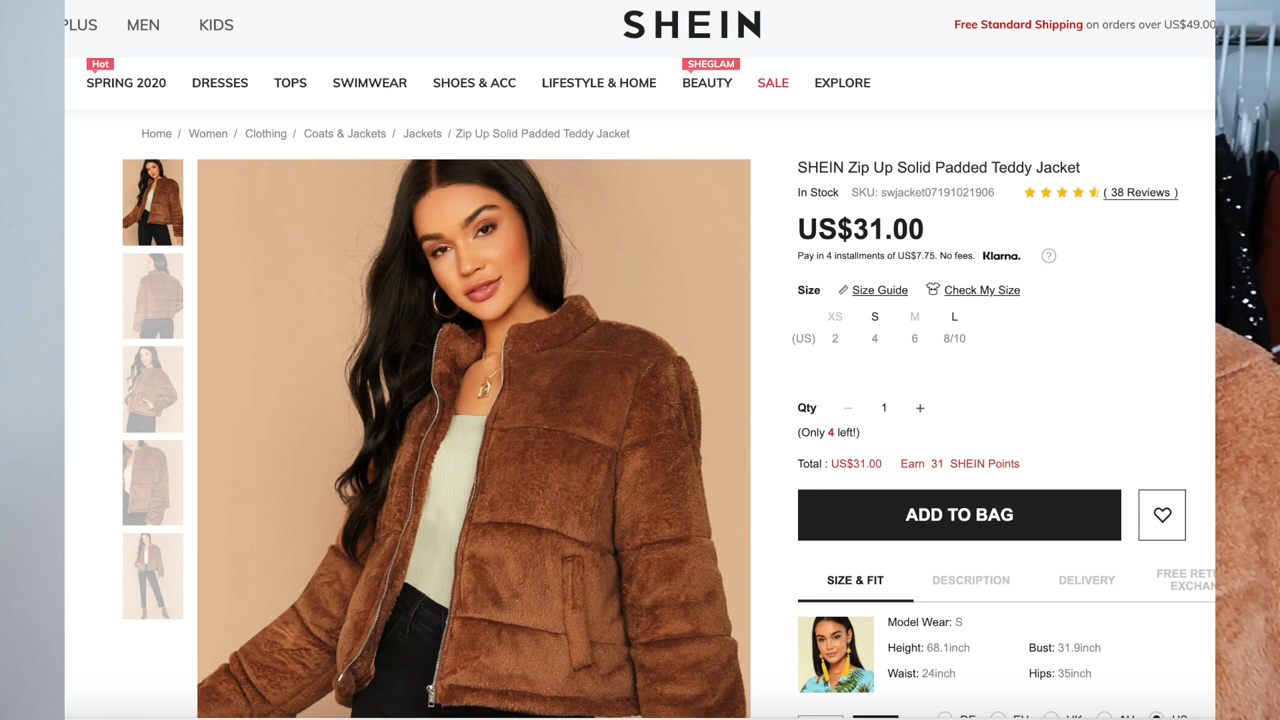 PLUS MEN KIDS
SHEIN
Free Standard Shipping on orders over US$49.00
Hot
SHEGLAM
SPRING 2020 DRESSES TOPS SWIMWEAR SHOES & ACC LIFESTYLE & HOME BEAUTY SALE EXPLORE
Home / Women / Clothing / Coats & Jackets / Jackets / Zip Up Solid Padded Teddy Jacket
SHEIN Zip Up Solid Padded Teddy Jacket
In Stock SKU: swjacket07191021906 ( 38 Reviews )
US$31.00
Pay in 4 installments of US$7.75. No fees. Klarna. ?
Size Size Guide Check My Size
XS S M L
(US) 2 4 6 8/10
Qty − 1 +
(Only 4 left!)
Total : US$31.00 Earn 31 SHEIN Points
ADD TO BAG
SIZE & FIT DESCRIPTION DELIVERY FREE
Model Wear: S
Height: 68.1inch Bust: 31.9inch
Waist: 24inch Hips: 35inch